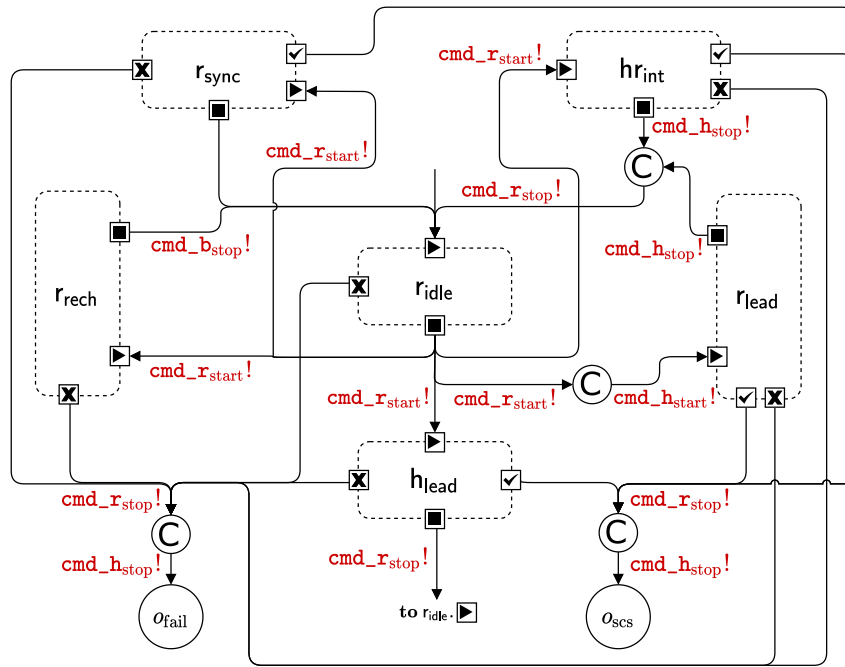 cmd_r_start!
r_sync
hr_int
cmd_h_stop!
cmd_r_start!
C
cmd_r_stop!
cmd_b_stop!
cmd_h_stop!
r_rech
r_idle
r_lead
cmd_r_start!
C
cmd_r_start!
cmd_r_start!
cmd_h_start!
h_lead
cmd_r_stop!
cmd_r_stop!
C
C
cmd_h_stop!
cmd_r_stop!
cmd_h_stop!
to r_idle.
o_fail
o_scs